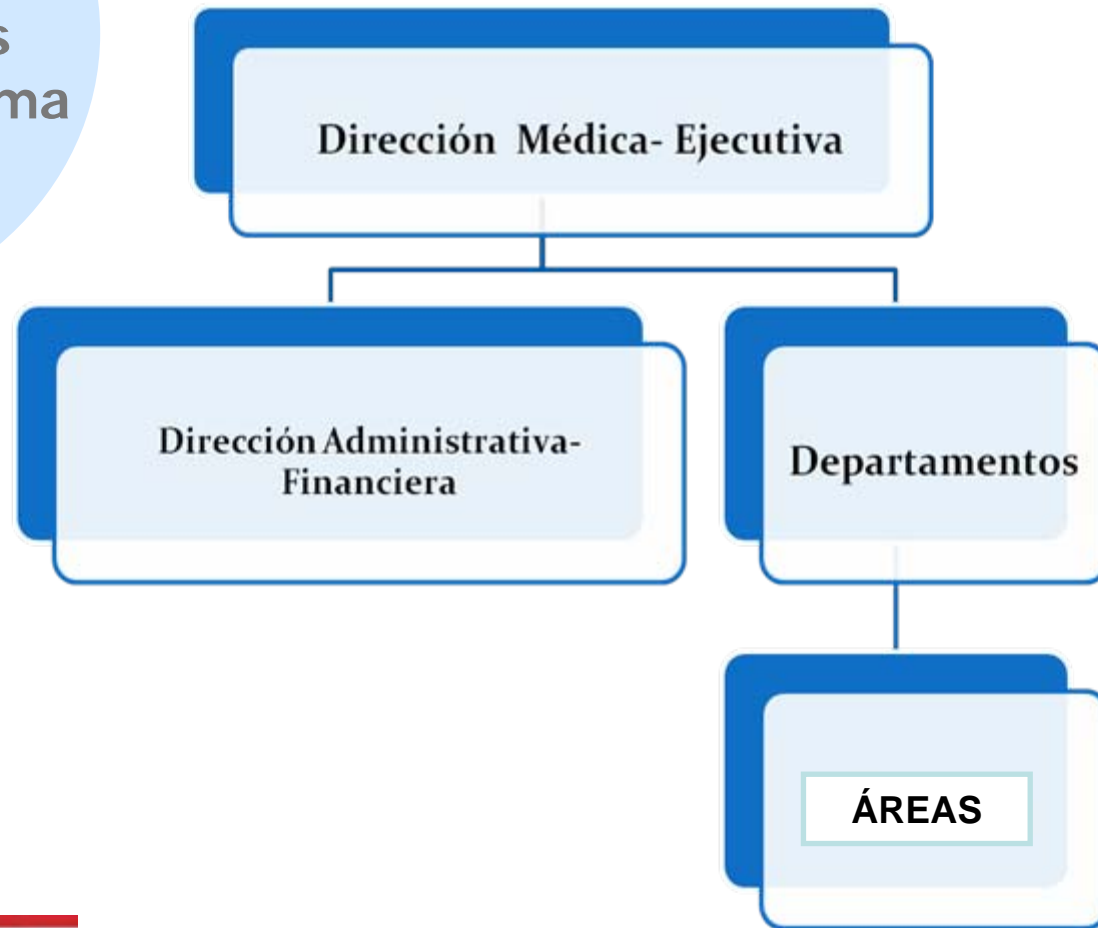 s
ma
Dirección Médica- Ejecutiva
Dirección Administrativa-
Financiera
Departamentos
ÁREAS